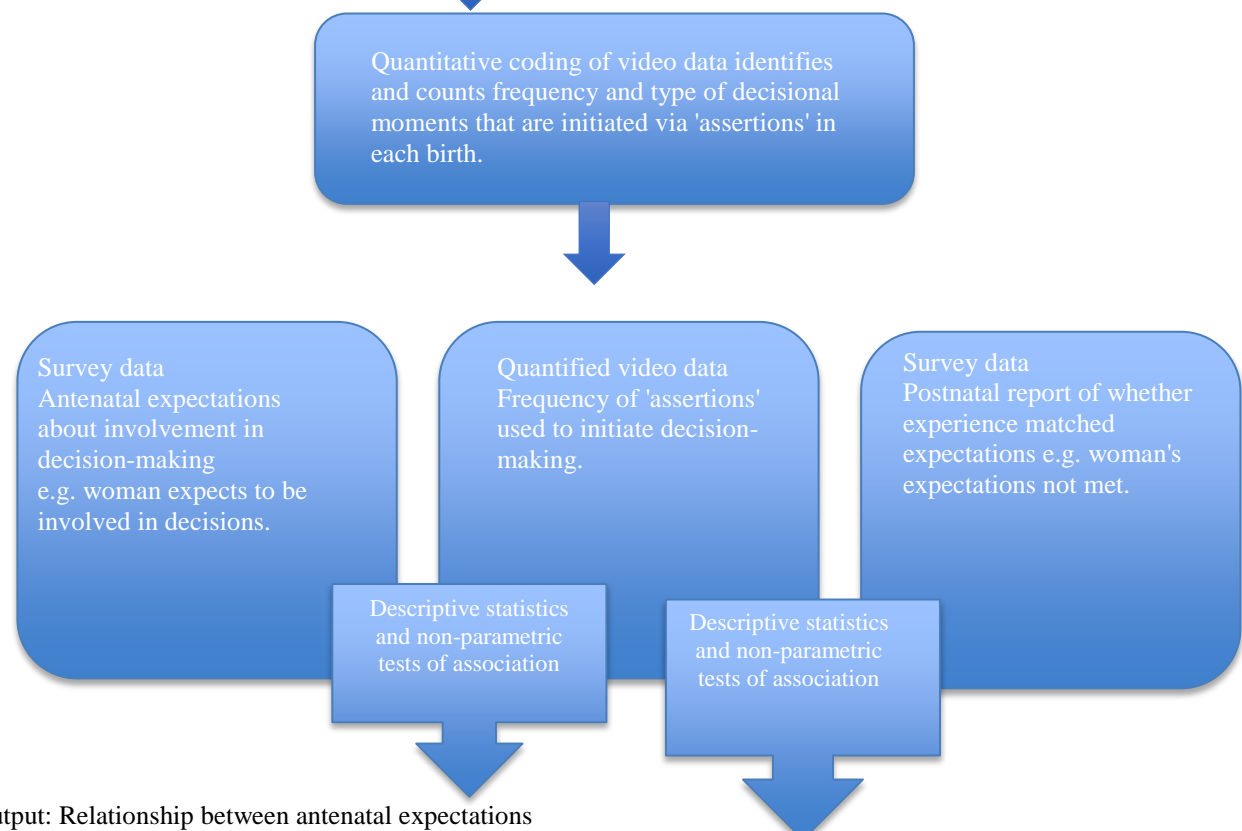 Quantitative coding of video data identifies
and counts frequency and type of decisional
moments that are initiated via 'assertions' in
each birth.
Survey data
Antenatal expectations
about involvement in
decision-making
e.g. woman expects to be
involved in decisions.
Quantified video data
Frequency of 'assertions'
used to initiate decision-
making.
Survey data
Postnatal report of whether
experience matched
expectations e.g. woman's
expectations not met.
Descriptive statistics
and non-parametric
tests of association
Descriptive statistics
and non-parametric
tests of association
Relationship between antenatal expectations